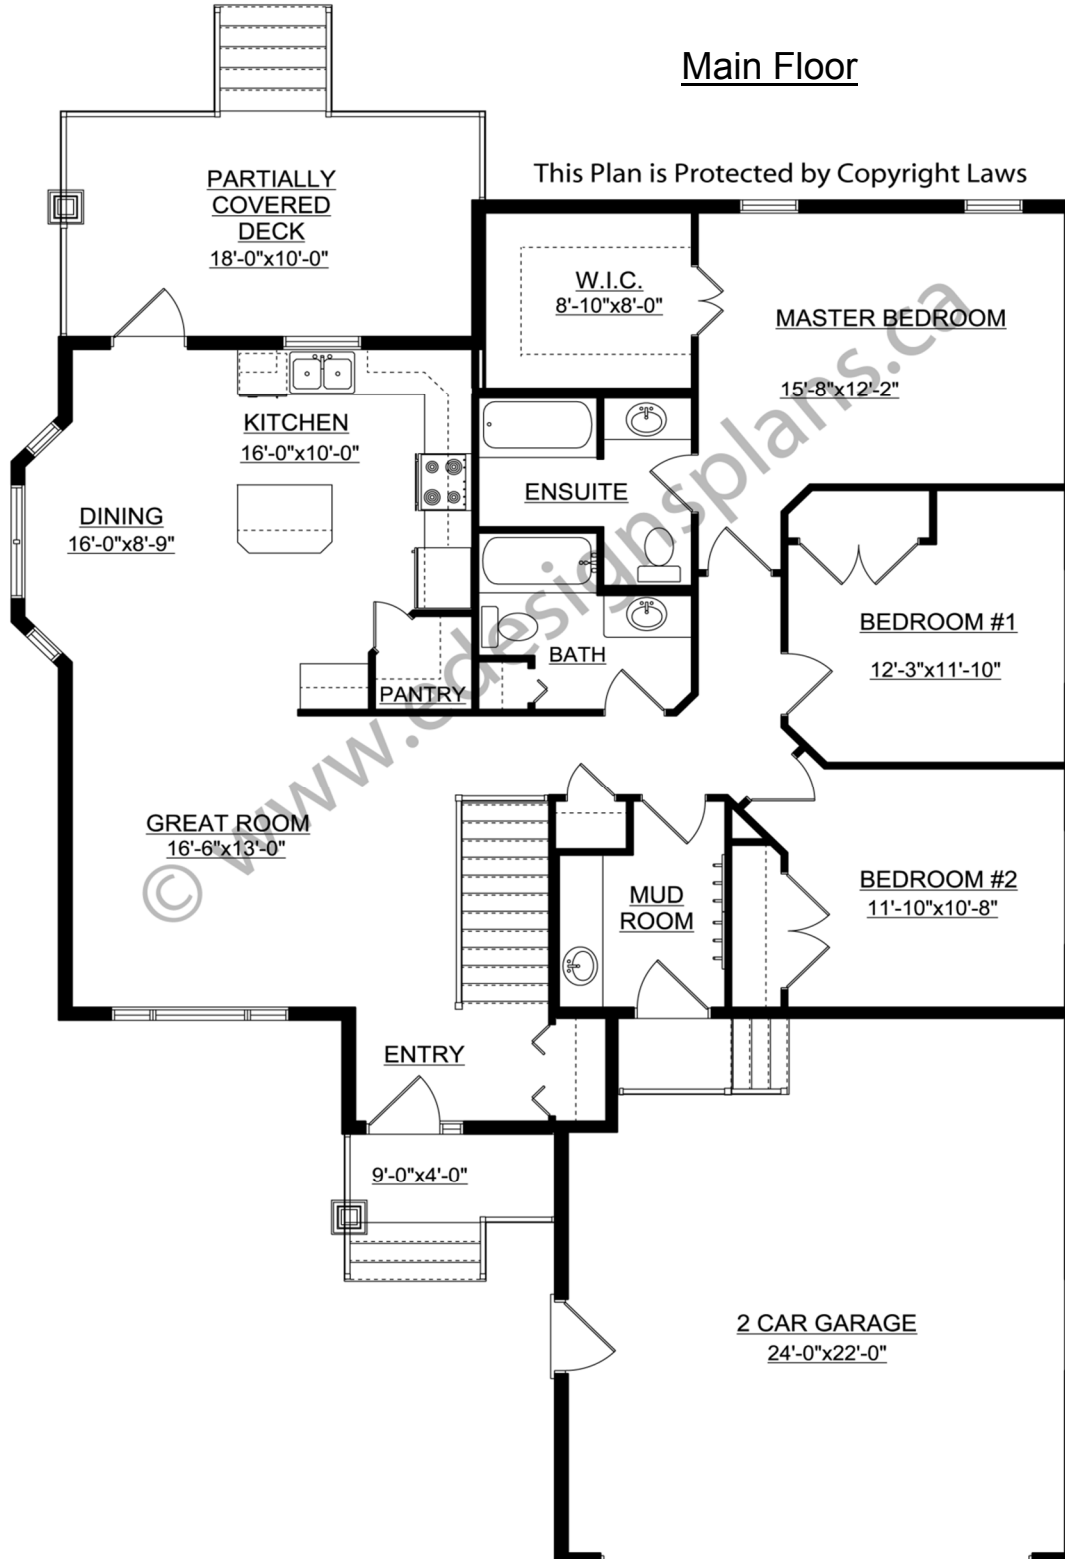 Main Floor
This Plan is Protected by Copyright Laws
PARTIALLY
COVERED
DECK
18'-0"x10'-0"
W.I.C.
8'-10"x8'-0"
MASTER BEDROOM
15'-8"x12'-2"
KITCHEN
16'-0"x10'-0"
DINING
16'-0"x8'-9"
ENSUITE
BEDROOM #1
12'-3"x11'-10"
BATH
PANTRY
GREAT ROOM
16'-6"x13'-0"
MUD
ROOM
BEDROOM #2
11'-10"x10'-8"
ENTRY
9'-0"x4'-0"
2 CAR GARAGE
24'-0"x22'-0"
© www.edesignsplans.ca